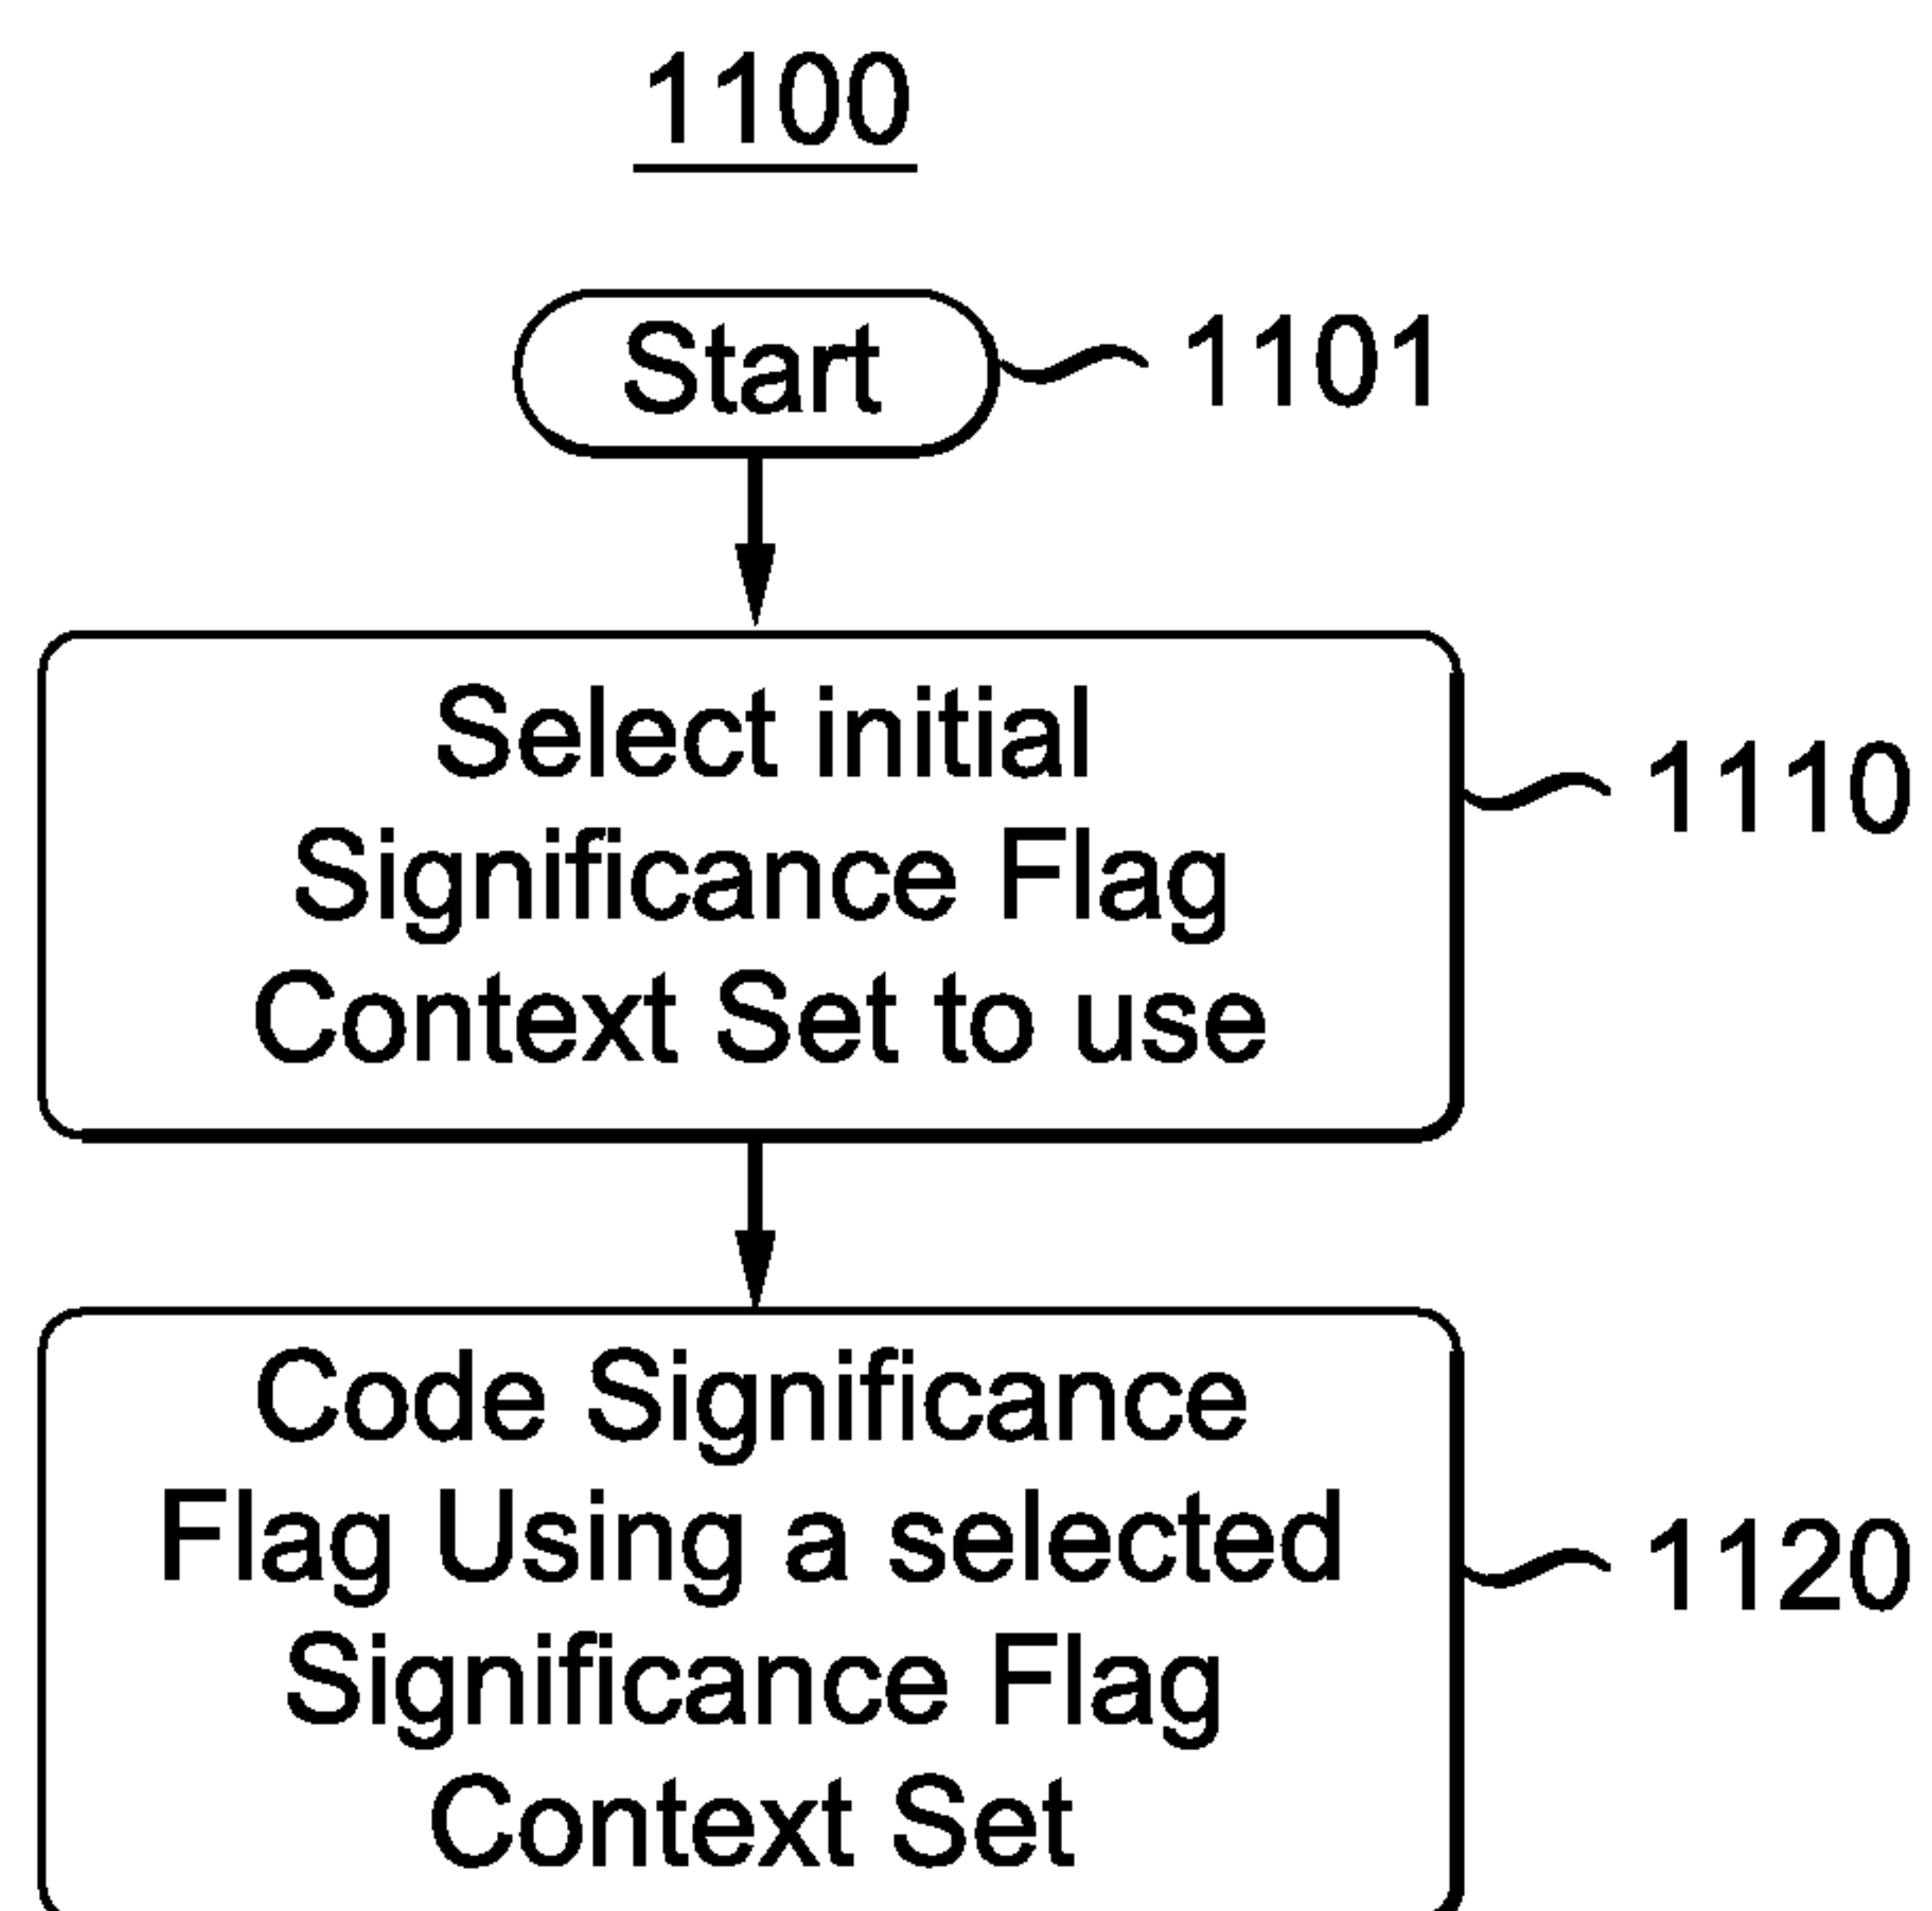 1100
Start
1101
Select initial
Significance Flag
Context Set to use
1110
Code Significance
Flag Using a selected
Significance Flag
Context Set
1120